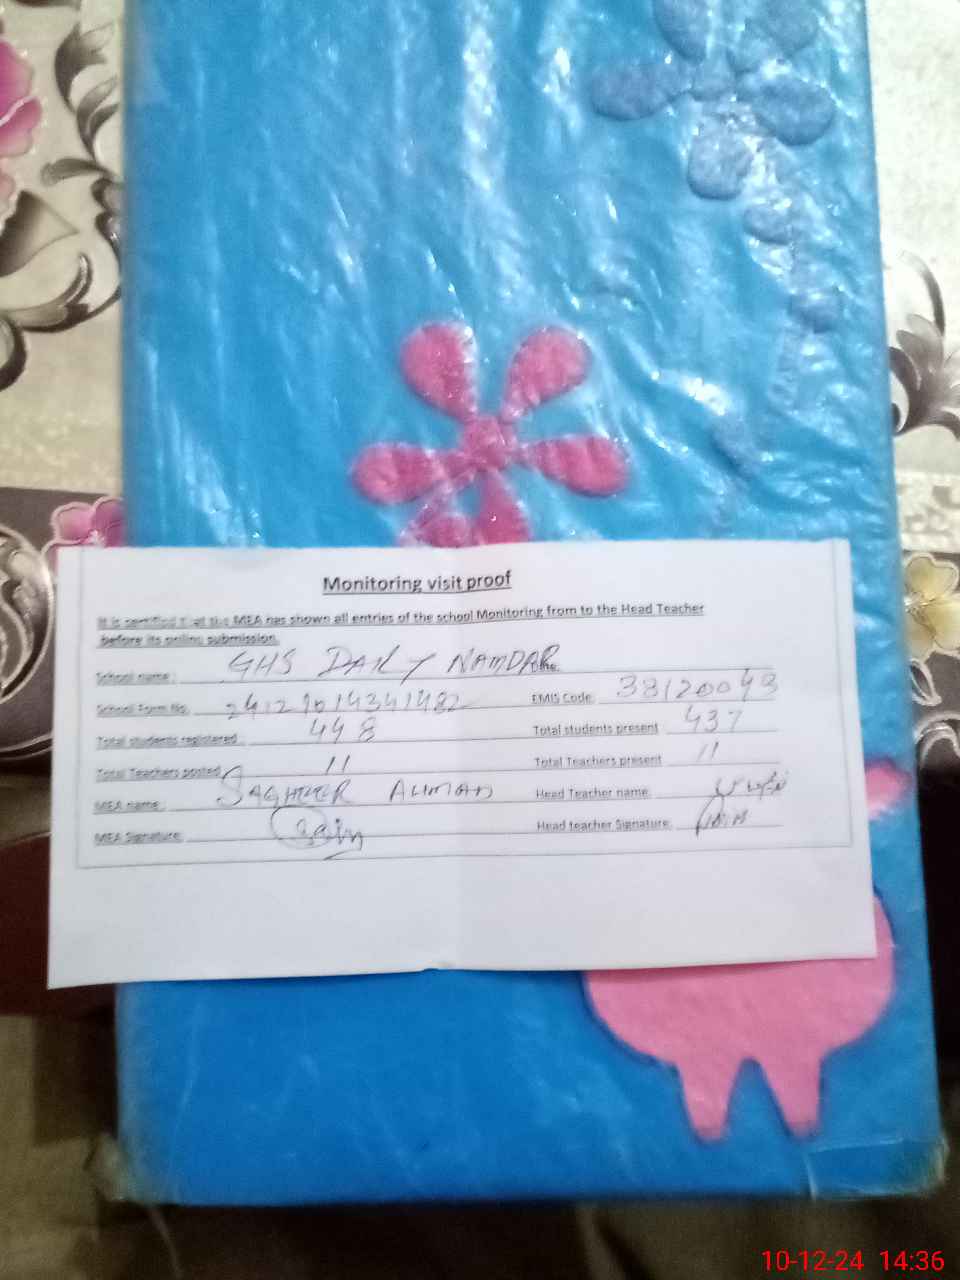 Monitoring visit proof
It is certified that the MEA has shown all entries of the school Monitoring from to the Head Teacher
before its online submission.
School name: GHS DAILY NAMDAR
School Form No. 24129014341482 EMIS Code: 38120048
Total students registered: 448 Total students present 437
Total Teachers posted 11 Total Teachers present 11
MEA name: SAGHEER AHMAD Head Teacher name:
MEA Signature: Head teacher Signature:
10-12-24 14:36